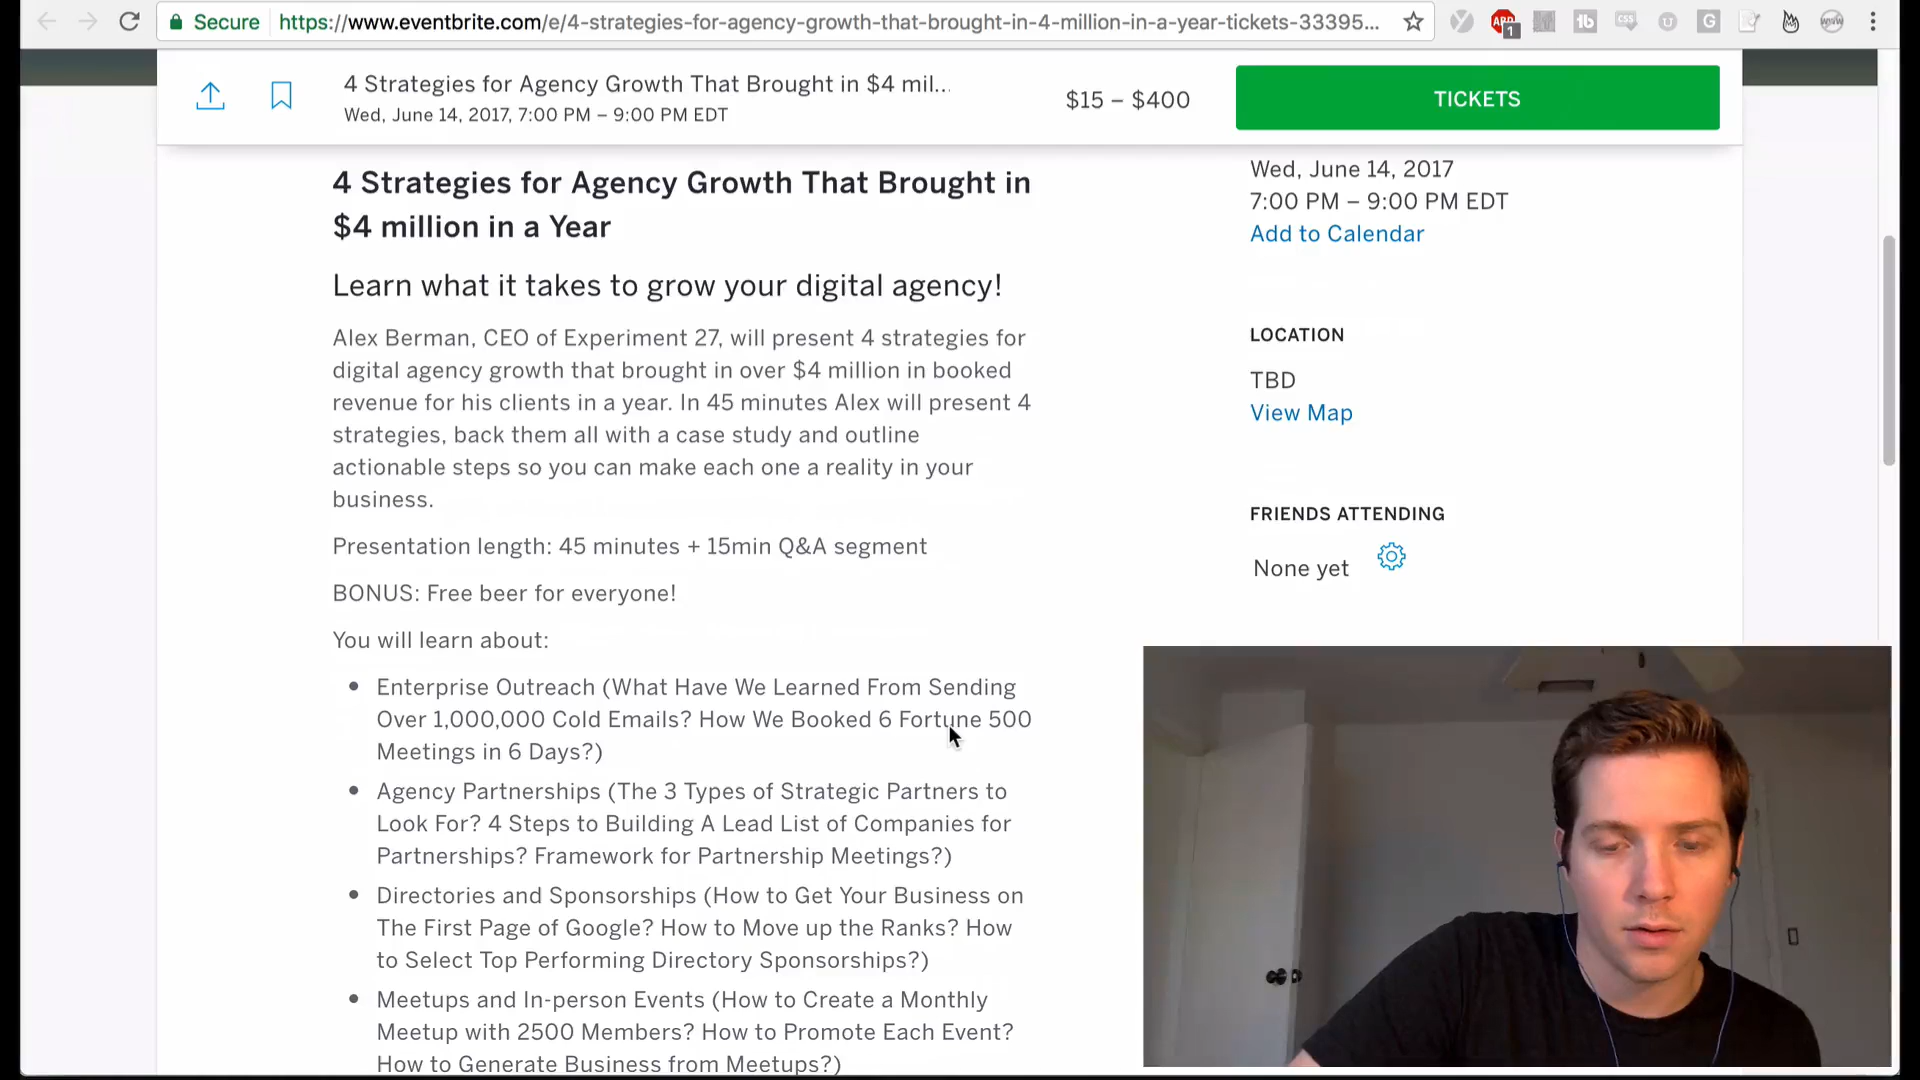 Secure https://www.eventbrite.com/e/4-strategies-for-agency-growth-that-brought-in-4-million-in-a-year-tickets-33395...
4 Strategies for Agency Growth That Brought in $4 mil...
Wed, June 14, 2017, 7:00 PM – 9:00 PM EDT
$15 – $400
TICKETS
4 Strategies for Agency Growth That Brought in
$4 million in a Year
Learn what it takes to grow your digital agency!
Alex Berman, CEO of Experiment 27, will present 4 strategies for
digital agency growth that brought in over $4 million in booked
revenue for his clients in a year. In 45 minutes Alex will present 4
strategies, back them all with a case study and outline
actionable steps so you can make each one a reality in your
business.
Presentation length: 45 minutes + 15min Q&A segment
BONUS: Free beer for everyone!
You will learn about:
Enterprise Outreach (What Have We Learned From Sending
Over 1,000,000 Cold Emails? How We Booked 6 Fortune 500
Meetings in 6 Days?)
Agency Partnerships (The 3 Types of Strategic Partners to
Look For? 4 Steps to Building A Lead List of Companies for
Partnerships? Framework for Partnership Meetings?)
Directories and Sponsorships (How to Get Your Business on
The First Page of Google? How to Move up the Ranks? How
to Select Top Performing Directory Sponsorships?)
Meetups and In-person Events (How to Create a Monthly
Meetup with 2500 Members? How to Promote Each Event?
How to Generate Business from Meetups?)
Wed, June 14, 2017
7:00 PM – 9:00 PM EDT
Add to Calendar
LOCATION
TBD
View Map
FRIENDS ATTENDING
None yet